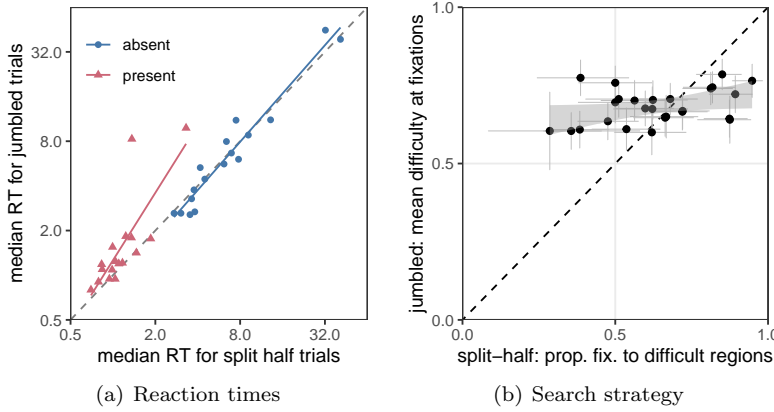 median RT for jumbled trials
32.0
8.0
2.0
0.5
absent
present
0.5 2.0 8.0 32.0
median RT for split half trials
(a) Reaction times
jumbled: mean difficulty at fixations
1.0
0.5
0.0
0.0 0.5 1.0
split−half: prop. fix. to difficult regions
(b) Search strategy